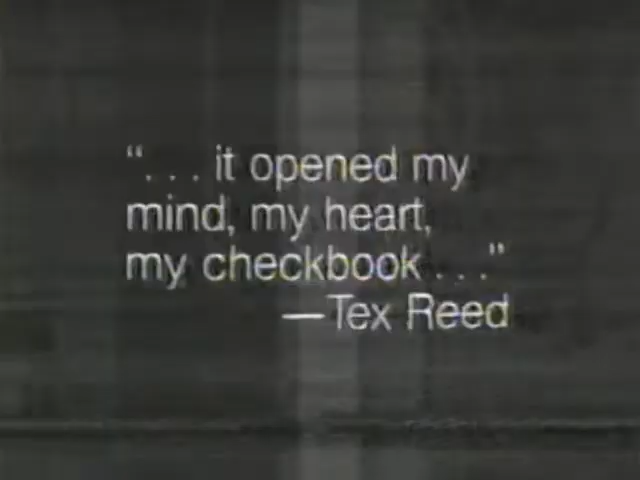 “. . . it opened my
mind, my heart,
my checkbook . . .”
—Tex Reed